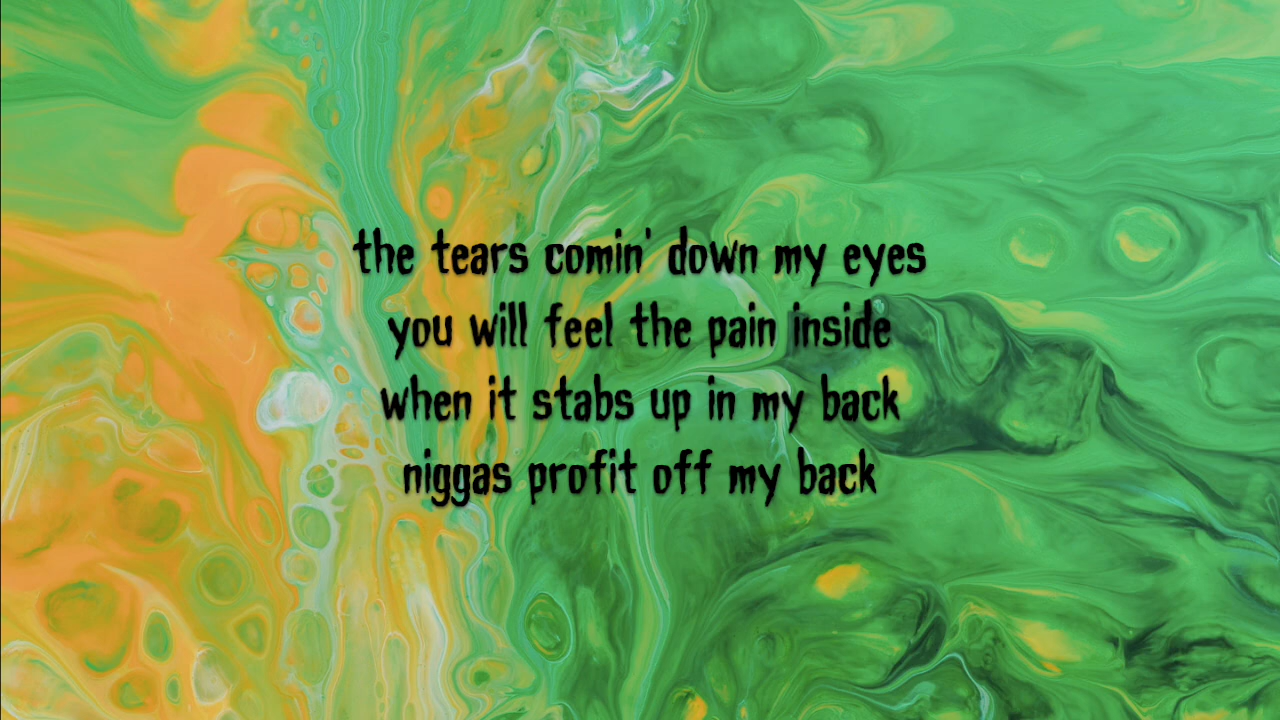 the tears comin' down my eyes
you will feel the pain inside
when it stabs up in my back
niggas profit off my back